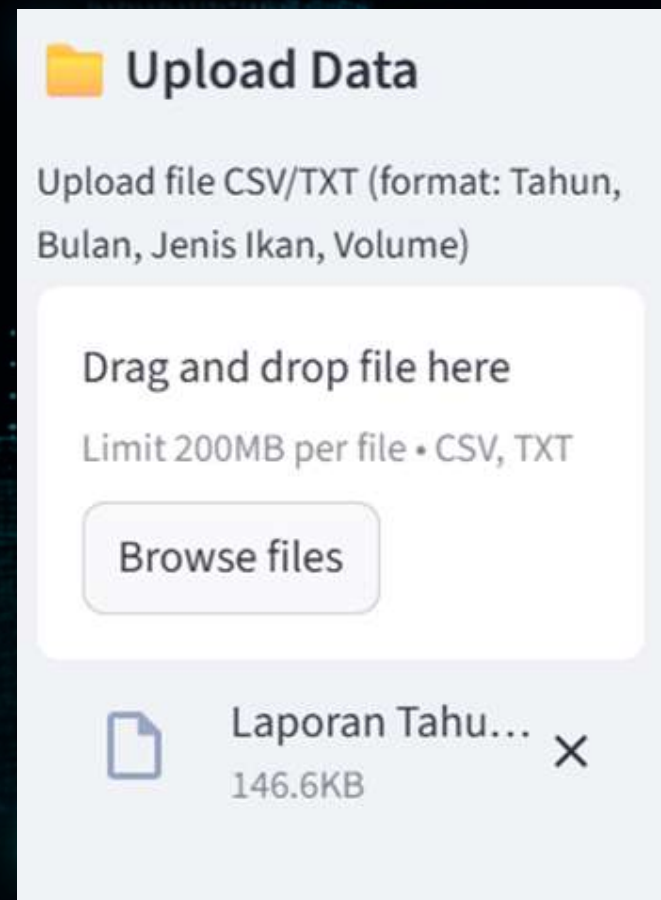 Upload Data
Upload file CSV/TXT (format: Tahun,
Bulan, Jenis Ikan, Volume)
Drag and drop file here
Limit 200MB per file • CSV, TXT
Browse files
Laporan Tahu...
146.6KB